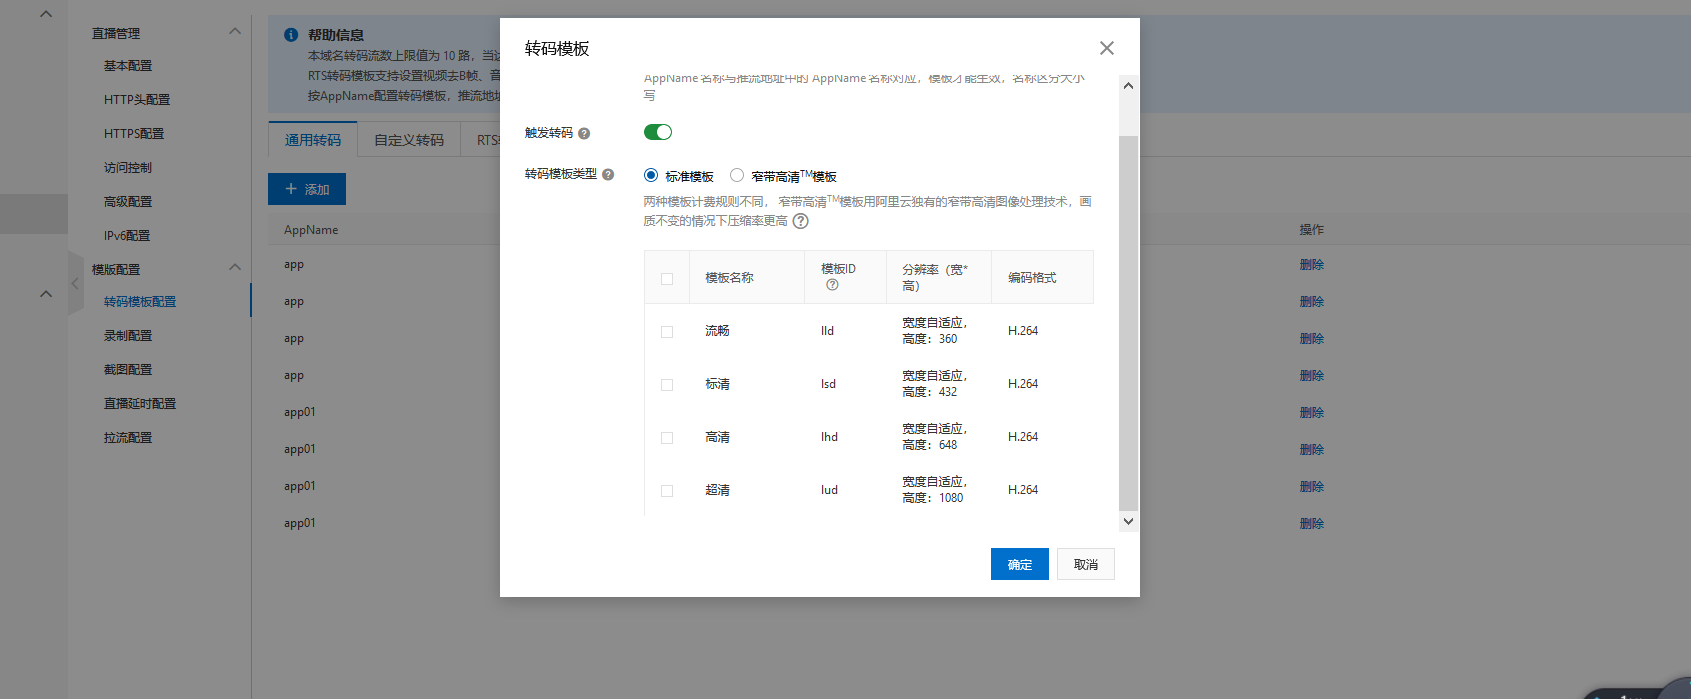 直播管理
基本配置
HTTP头配置
HTTPS配置
访问控制
高级配置
IPv6配置
模版配置
转码模板配置
录制配置
截图配置
直播延时配置
拉流配置
帮助信息
本域名转码流数上限值为 10 路，当
RTS转码模板支持设置视频去B帧、音
按AppName配置转码模板，推流地
通用转码
自定义转码
RTS
添加
AppName
操作
app
删除
app
删除
app
删除
app
删除
app01
删除
app01
删除
app01
删除
app01
删除
转码模板
AppName 名称与推流地址中的 AppName 名称对应，模板才能生效，名称区分大小
写
触发转码
转码模板类型
标准模板
窄带高清TM模板
两种模板计费规则不同， 窄带高清TM模板用阿里云独有的窄带高清图像处理技术，画
质不变的情况下压缩率更高
模板名称
模板ID
分辨率（宽*
高）
编码格式
流畅
lld
宽度自适应，
高度：360
H.264
标清
lsd
宽度自适应，
高度：432
H.264
高清
lhd
宽度自适应，
高度：648
H.264
超清
lud
宽度自适应，
高度：1080
H.264
确定
取消